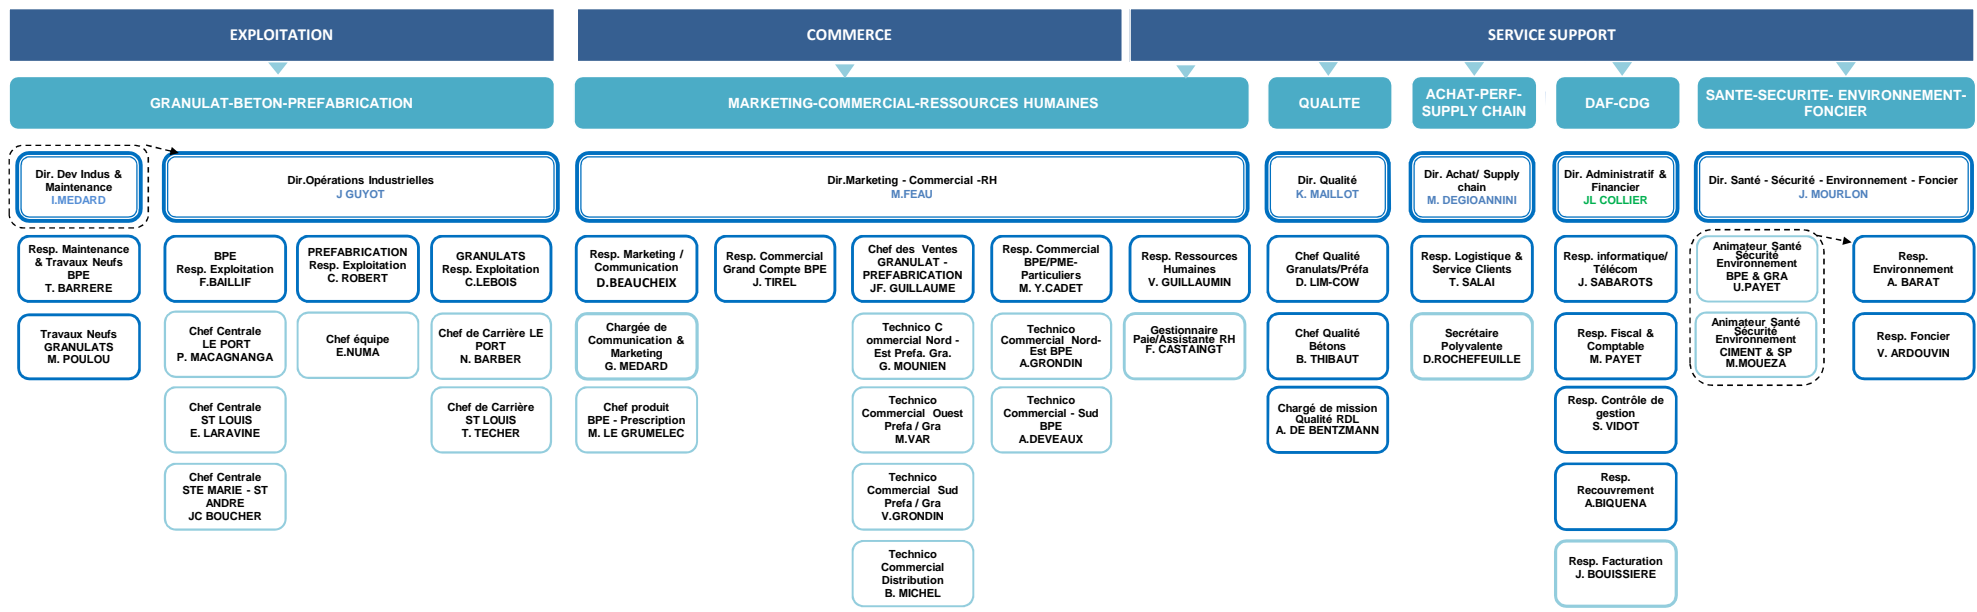 EXPLOITATION
COMMERCE
SERVICE SUPPORT
GRANULAT-BETON-PREFABRICATION
MARKETING-COMMERCIAL-RESSOURCES HUMAINES
QUALITE
ACHAT-PERF-
SUPPLY CHAIN
DAF-CDG
SANTE-SECURITE- ENVIRONNEMENT-
FONCIER
Dir. Dev Indus &
Maintenance
I.MEDARD
Dir.Opérations Industrielles
J GUYOT
Dir.Marketing - Commercial -RH
M.FEAU
Dir. Qualité
K. MAILLOT
Dir. Achat/ Supply
chain
M. DEGIOANNINI
Dir. Administratif &
Financier
JL COLLIER
Dir. Santé - Sécurité - Environnement - Foncier
J. MOURLON
Resp. Maintenance
& Travaux Neufs
BPE
T. BARRERE
BPE
Resp. Exploitation
F.BAILLIF
PREFABRICATION
Resp. Exploitation
C. ROBERT
GRANULATS
Resp. Exploitation
C.LEBOIS
Resp. Marketing /
Communication
D.BEAUCHEIX
Resp. Commercial
Grand Compte BPE
J. TIREL
Chef des Ventes
GRANULAT -
PREFABRICATION
JF. GUILLAUME
Resp. Commercial
BPE/PME-
Particuliers
M. Y.CADET
Resp. Ressources
Humaines
V. GUILLAUMIN
Chef Qualité
Granulats/Préfa
D. LIM-COW
Resp. Logistique &
Service Clients
T. SALAI
Resp. informatique/
Télécom
J. SABAROTS
Animateur Santé
Sécurité
Environnement
BPE & GRA
U.PAYET
Resp.
Environnement
A. BARAT
Travaux Neufs
GRANULATS
M. POULOU
Chef Centrale
LE PORT
P. MACAGNANGA
Chef équipe
E.NUMA
Chef de Carrière LE
PORT
N. BARBER
Chargée de
Communication &
Marketing
G. MEDARD
Technico C
ommercial Nord -
Est Prefa. Gra.
G. MOUNIEN
Technico
Commercial Nord-
Est BPE
A.GRONDIN
Gestionnaire
Paie/Assistante RH
F. CASTAINGT
Chef Qualité
Bétons
B. THIBAUT
Secrétaire
Polyvalente
D.ROCHEFEUILLE
Resp. Fiscal &
Comptable
M. PAYET
Animateur Santé
Sécurité
Environnement
CIMENT & SP
M.MOUEZA
Resp. Foncier
V. ARDOUVIN
Chef Centrale
ST LOUIS
E. LARAVINE
Chef de Carrière
ST LOUIS
T. TECHER
Chef produit
BPE - Prescription
M. LE GRUMELEC
Technico
Commercial Ouest
Prefa / Gra
M.VAR
Technico
Commercial - Sud
BPE
A.DEVEAUX
Chargé de mission
Qualité RDL
A. DE BENTZMANN
Resp. Contrôle de
gestion
S. VIDOT
Chef Centrale
STE MARIE - ST
ANDRE
JC BOUCHER
Technico
Commercial Sud
Prefa / Gra
V.GRONDIN
Resp.
Recouvrement
A.BIQUENA
Technico
Commercial
Distribution
B. MICHEL
Resp. Facturation
J. BOUISSIERE